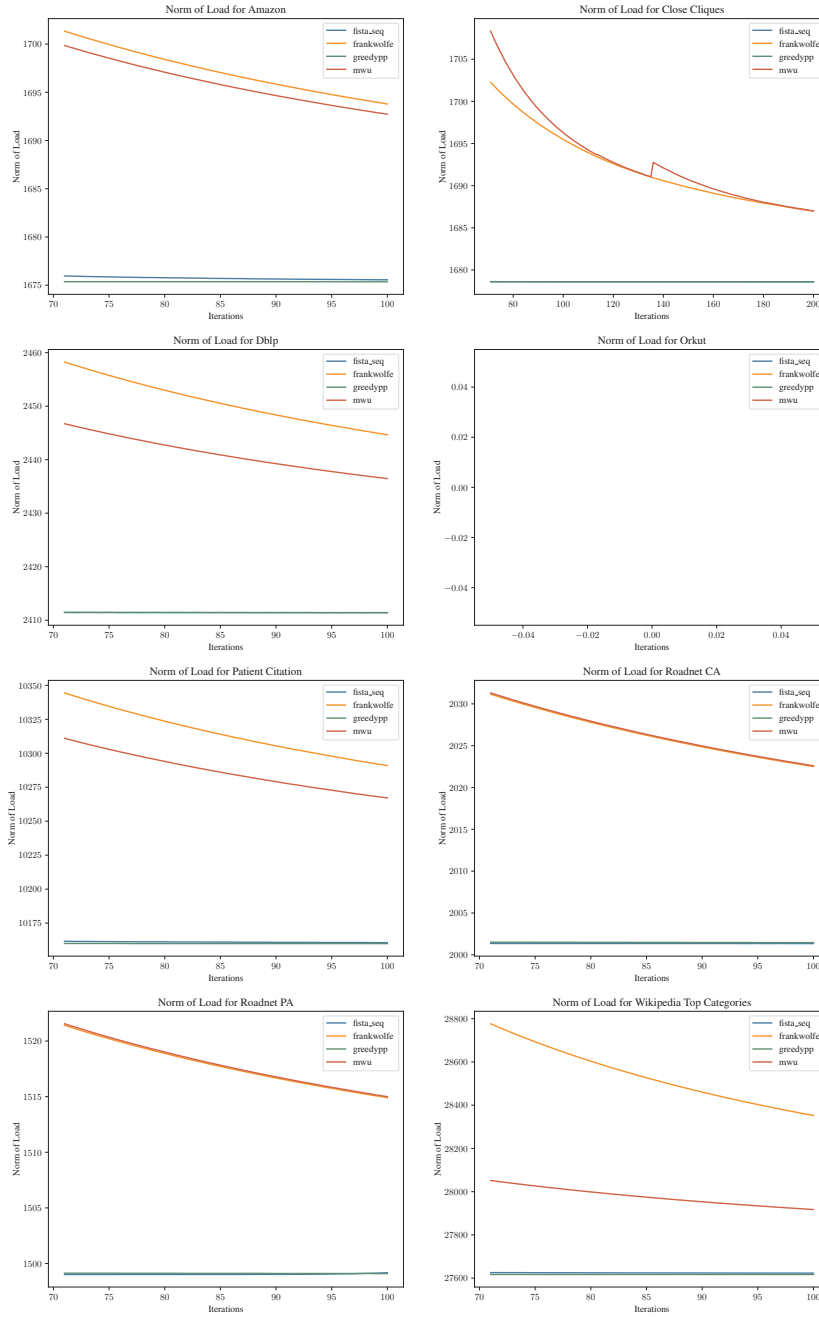 Norm of Load for Amazon
Norm of Load
1700
1695
1690
1685
1680
1675
70 75 80 85 90 95 100
Iterations
fista_seq
frankwolfe
greedypp
mwu
Norm of Load for Close Cliques
Norm of Load
1705
1700
1695
1690
1685
1680
80 100 120 140 160 180 200
Iterations
fista_seq
frankwolfe
greedypp
mwu
Norm of Load for Dblp
Norm of Load
2460
2450
2440
2430
2420
2410
70 75 80 85 90 95 100
Iterations
fista_seq
frankwolfe
greedypp
mwu
Norm of Load for Orkut
Norm of Load
0.04
0.02
0.00
−0.02
−0.04
−0.04 −0.02 0.00 0.02 0.04
Iterations
fista_seq
frankwolfe
greedypp
mwu
Norm of Load for Patient Citation
Norm of Load
10350
10325
10300
10275
10250
10225
10200
10175
70 75 80 85 90 95 100
Iterations
fista_seq
frankwolfe
greedypp
mwu
Norm of Load for Roadnet CA
Norm of Load
2030
2025
2020
2015
2010
2005
2000
70 75 80 85 90 95 100
Iterations
fista_seq
frankwolfe
greedypp
mwu
Norm of Load for Roadnet PA
Norm of Load
1520
1515
1510
1505
1500
70 75 80 85 90 95 100
Iterations
fista_seq
frankwolfe
greedypp
mwu
Norm of Load for Wikipedia Top Categories
Norm of Load
28800
28600
28400
28200
28000
27800
27600
70 75 80 85 90 95 100
Iterations
fista_seq
frankwolfe
greedypp
mwu